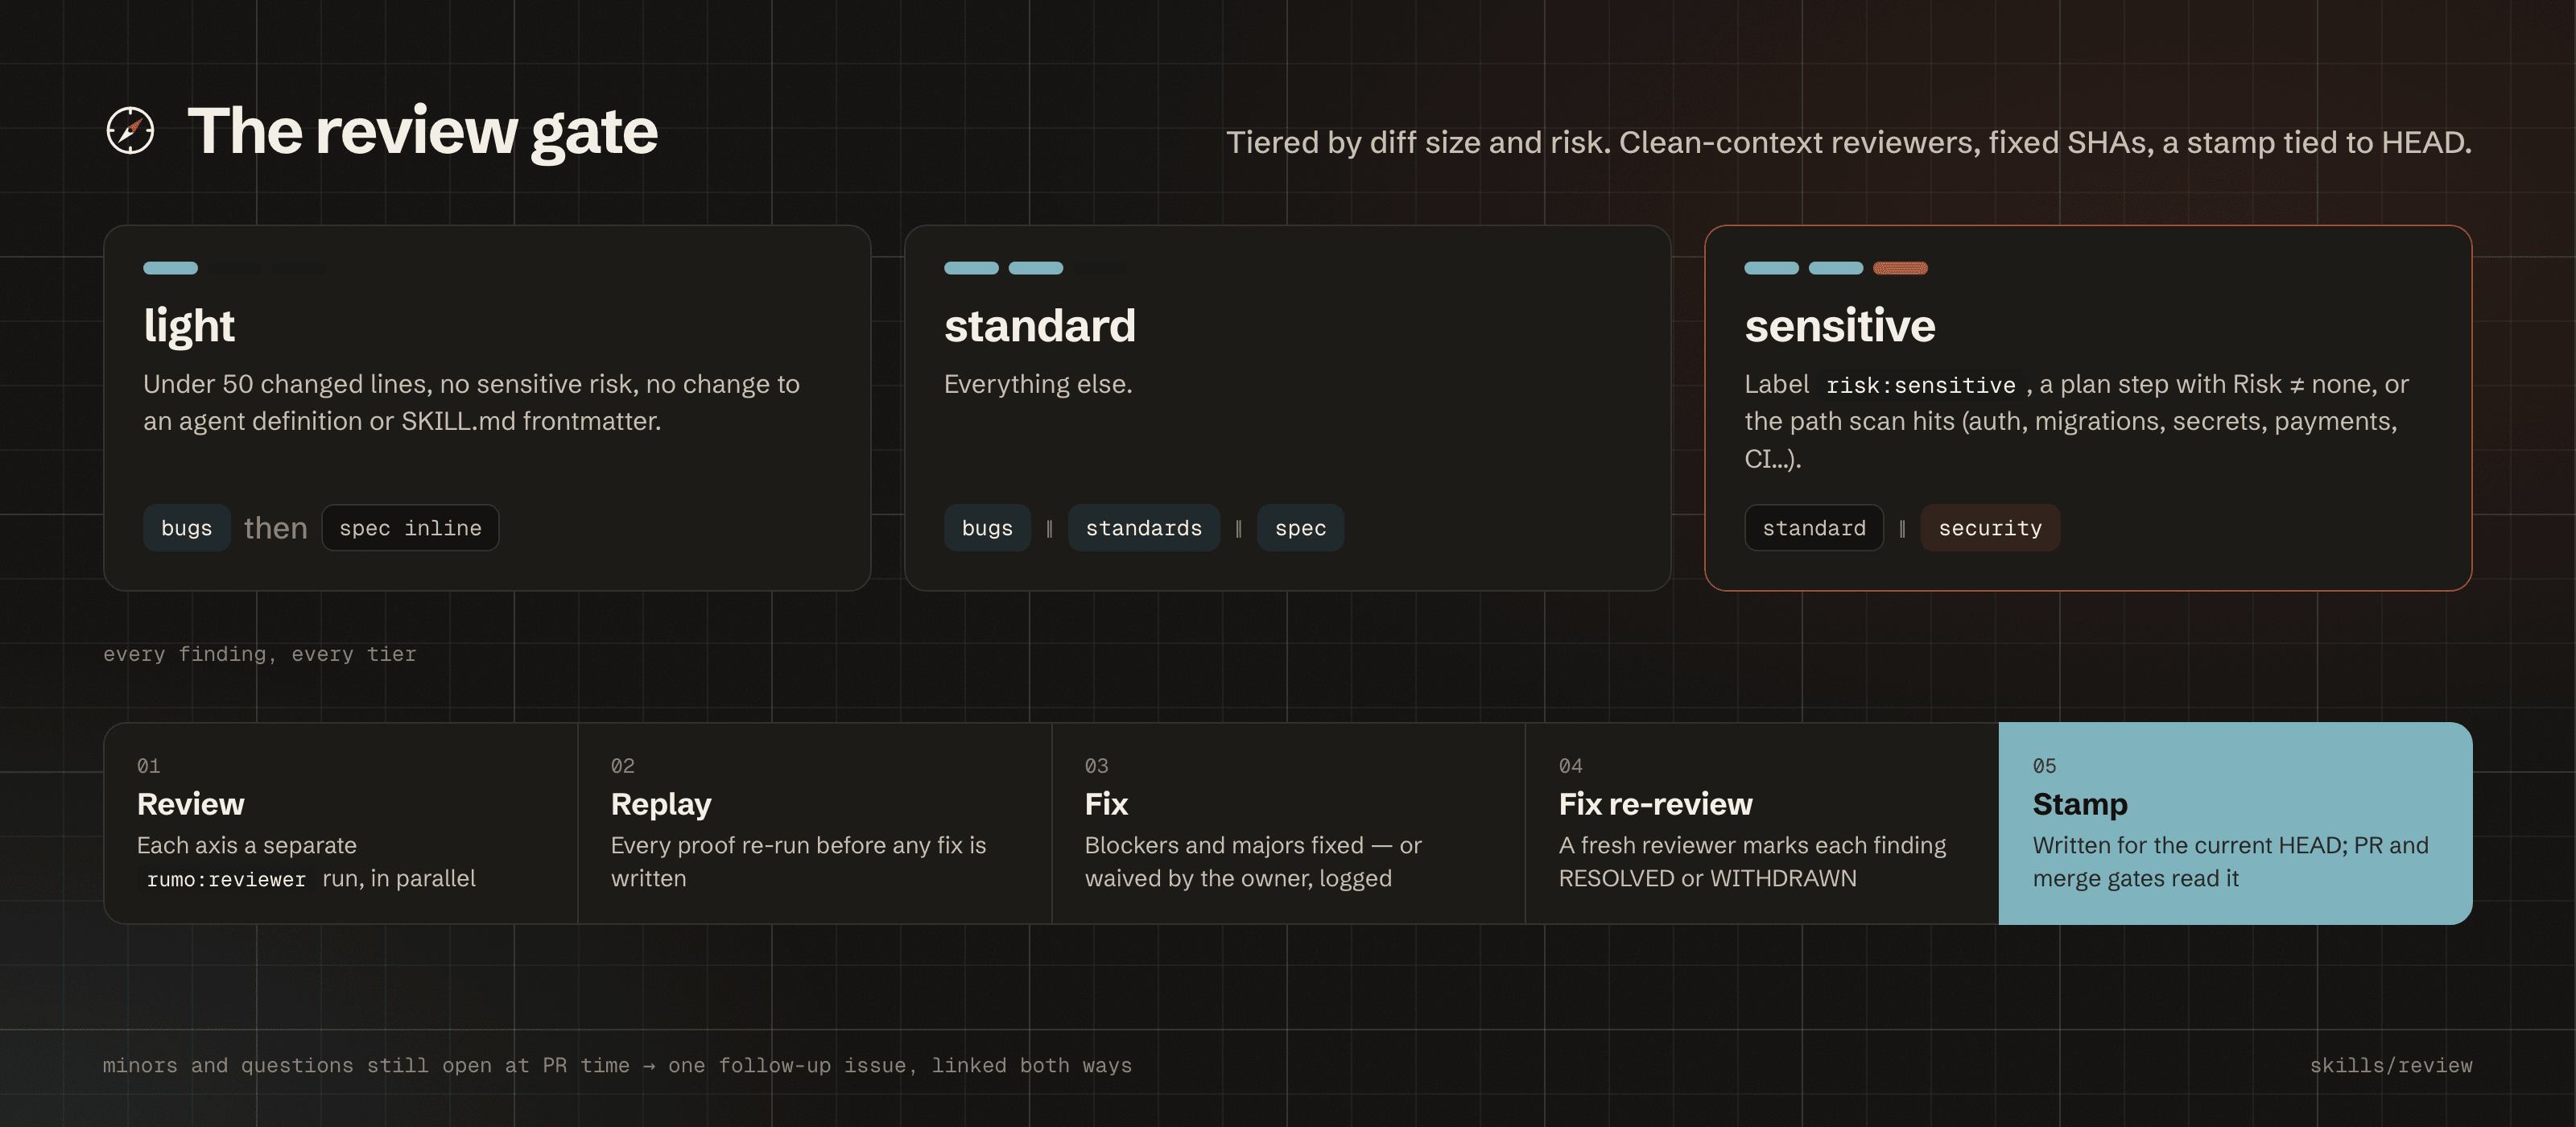 The review gate
Tiered by diff size and risk. Clean-context reviewers, fixed SHAs, a stamp tied to HEAD.
light
Under 50 changed lines, no sensitive risk, no change to
an agent definition or SKILL.md frontmatter.
bugs then spec inline
standard
Everything else.
bugs ∥ standards ∥ spec
sensitive
Label risk:sensitive, a plan step with Risk ≠ none, or
the path scan hits (auth, migrations, secrets, payments,
CI…).
standard ∥ security
every finding, every tier
01
Review
Each axis a separate
rumo:reviewer run, in parallel
02
Replay
Every proof re-run before any fix is
written
03
Fix
Blockers and majors fixed — or
waived by the owner, logged
04
Fix re-review
A fresh reviewer marks each finding
RESOLVED or WITHDRAWN
05
Stamp
Written for the current HEAD; PR and
merge gates read it
minors and questions still open at PR time → one follow-up issue, linked both ways
skills/review